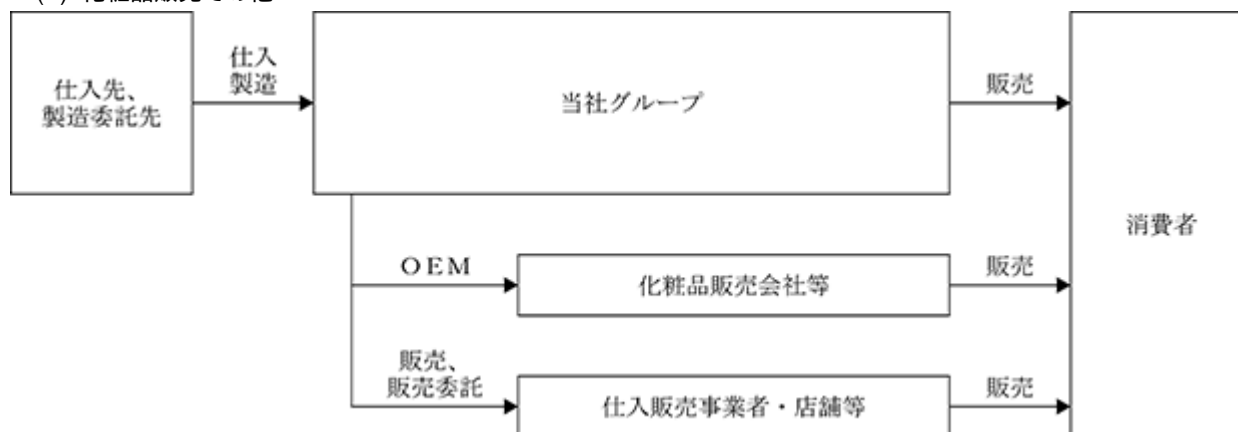 仕入先、
製造委託先
仕入
製造
当社グループ
販売
消費者
OEM
化粧品販売会社等
販売
販売、
販売委託
仕入販売事業者・店舗等
販売